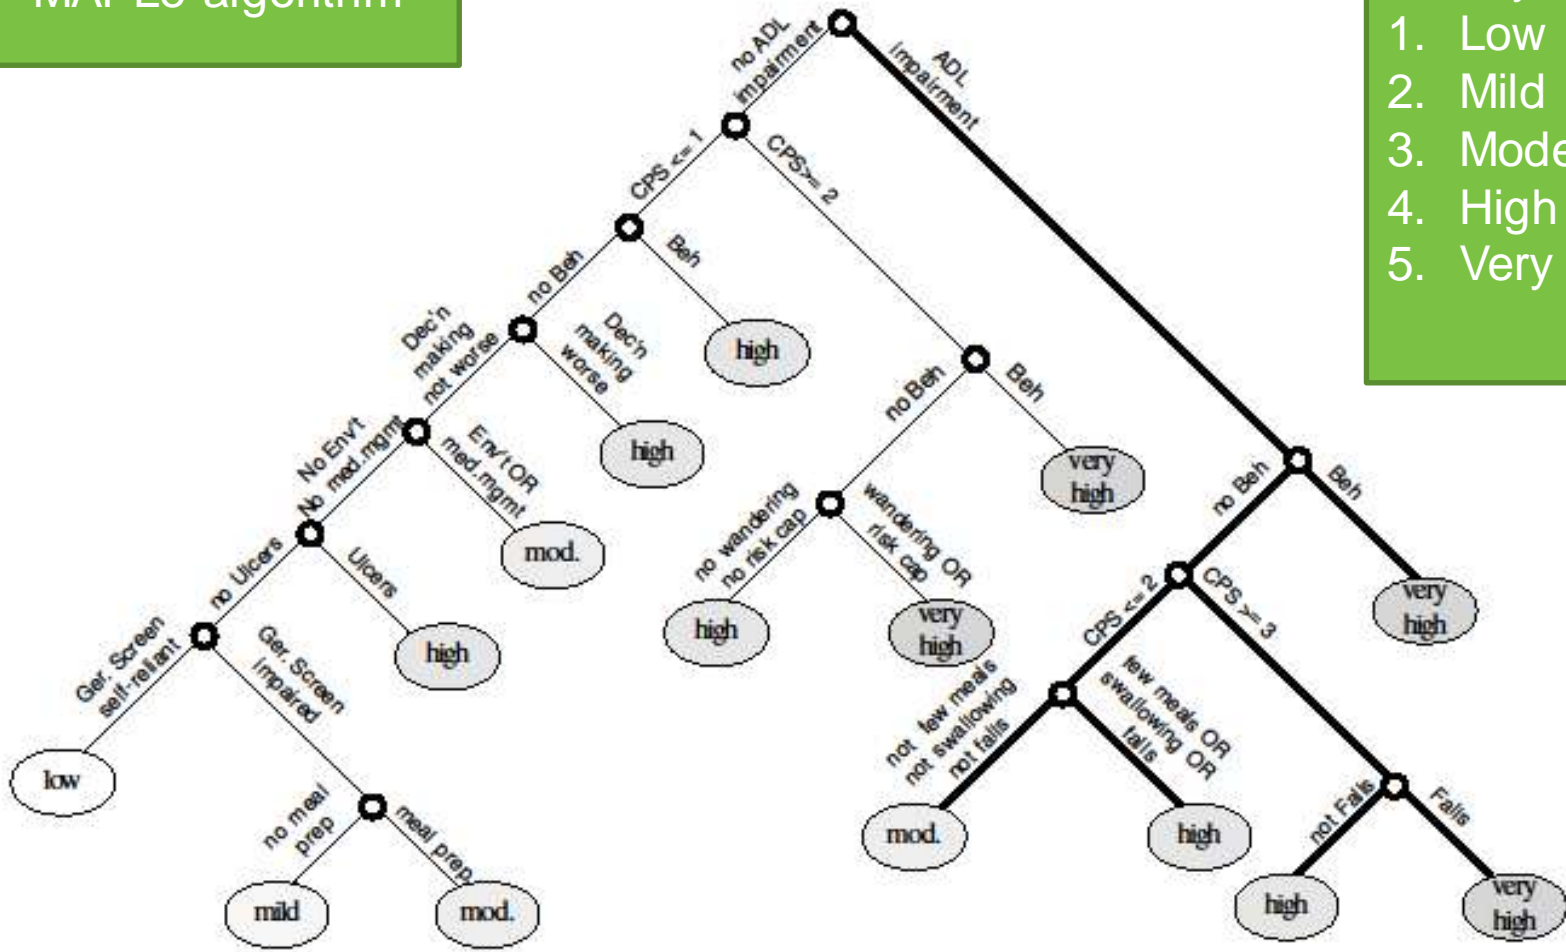 MAPLe algorithm
1. Low
2. Mild
3. Mode
4. High
5. Very
no ADL
impairment
ADL
impairment
CPS <= 1
CPS>= 2
no Beh
Beh
Dec'n
making
not worse
Dec'n
making
worse
high
no Beh
Beh
No Env't
No med.mgmt
Env't OR
med.mgmt
high
very
high
no Beh
Beh
no Ulcers
Ulcers
mod.
no wandering
no risk cap
wandering OR
risk cap
CPS <= 2
CPS >= 3
very
high
Ger. Screen
self-reliant
Ger. Screen
impaired
high
high
very
high
not few meals
not swallowing
not falls
few meals OR
swallowing OR
falls
low
no meal
prep
meal prep
mod.
high
not Falls
Falls
mild
mod.
high
very
high